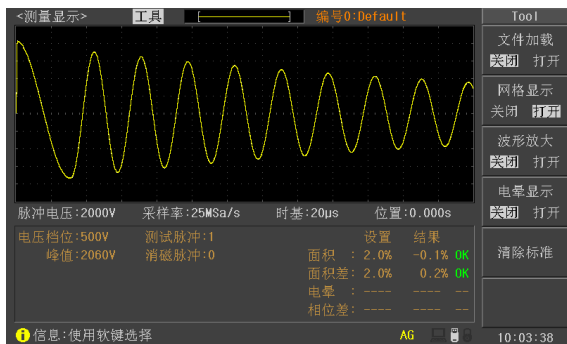 <测量显示> 工具 编号0:Default Tool
文件加载
关闭 打开
网格显示
关闭 打开
波形放大
关闭 打开
电晕显示
关闭 打开
清除标准
脉冲电压:2000V 采样率:25MSa/s 时基:20μs 位置:0.000s
电压档位:500V 测试脉冲:1 设置 结果
峰值:2060V 消磁脉冲:0 面积 : 2.0% -0.1% OK
面积差: 2.0% 0.2% OK
电晕 : ---- ---- --
相位差: ---- ---- --
信息:使用软键选择 AG 10:03:38